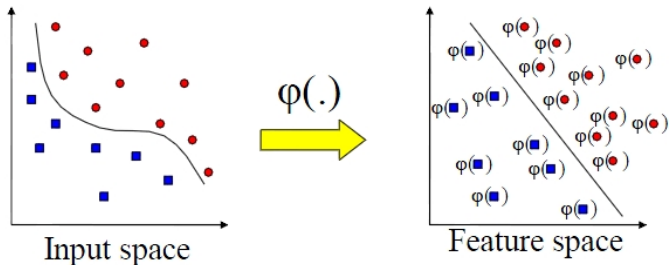 φ(.)
Input space
φ( ) φ( ) φ( ) φ( ) φ( )
φ( ) φ( )
φ( ) φ( ) φ( ) φ( ) φ( )
φ( ) φ( )
φ( ) φ( ) φ( )
φ( ) φ( )
Feature space